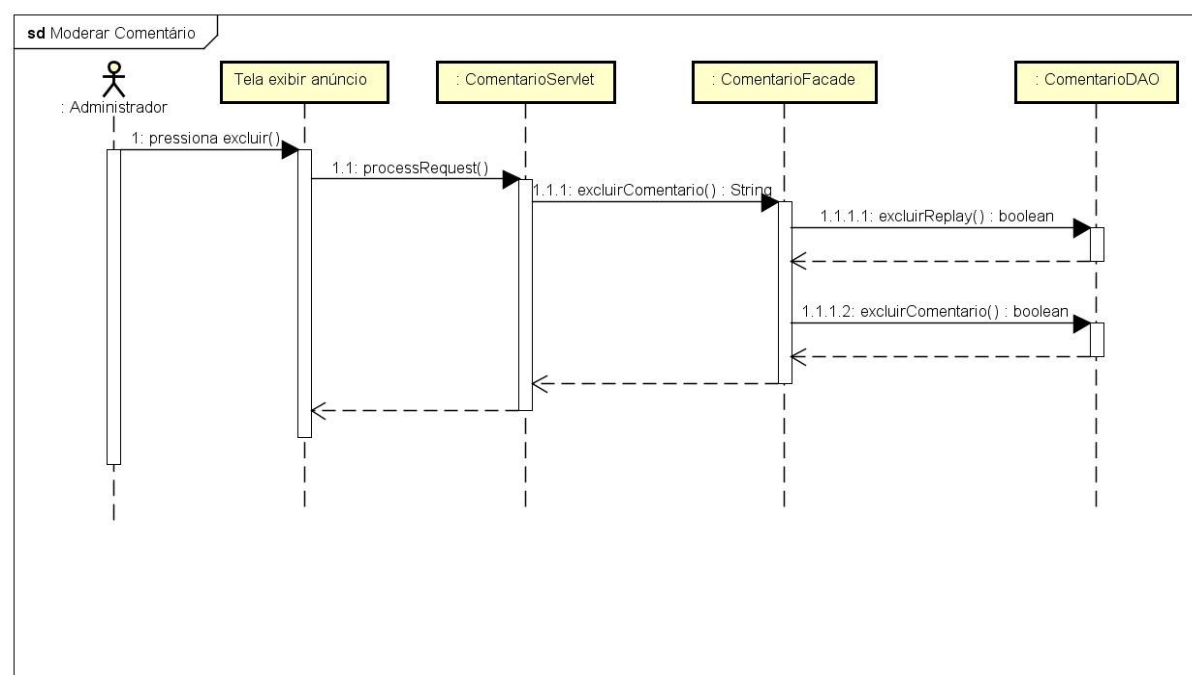 sd Moderar Comentário
: Administrador
Tela exibir anúncio
: ComentarioServlet
: ComentarioFacade
: ComentarioDAO
1: pressiona excluir()
1.1: processRequest()
1.1.1: excluirComentario() : String
1.1.1.1: excluirReplay() : boolean
1.1.1.2: excluirComentario() : boolean